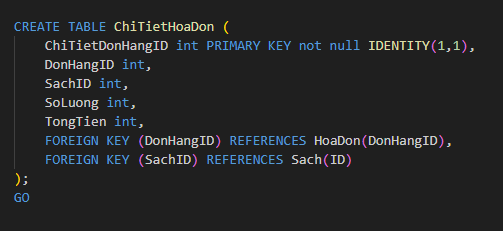 CREATE TABLE ChiTietHoaDon (
ChiTietDonHangID int PRIMARY KEY not null IDENTITY(1,1),
DonHangID int,
SachID int,
SoLuong int,
TongTien int,
FOREIGN KEY (DonHangID) REFERENCES HoaDon(DonHangID),
FOREIGN KEY (SachID) REFERENCES Sach(ID)
);
GO